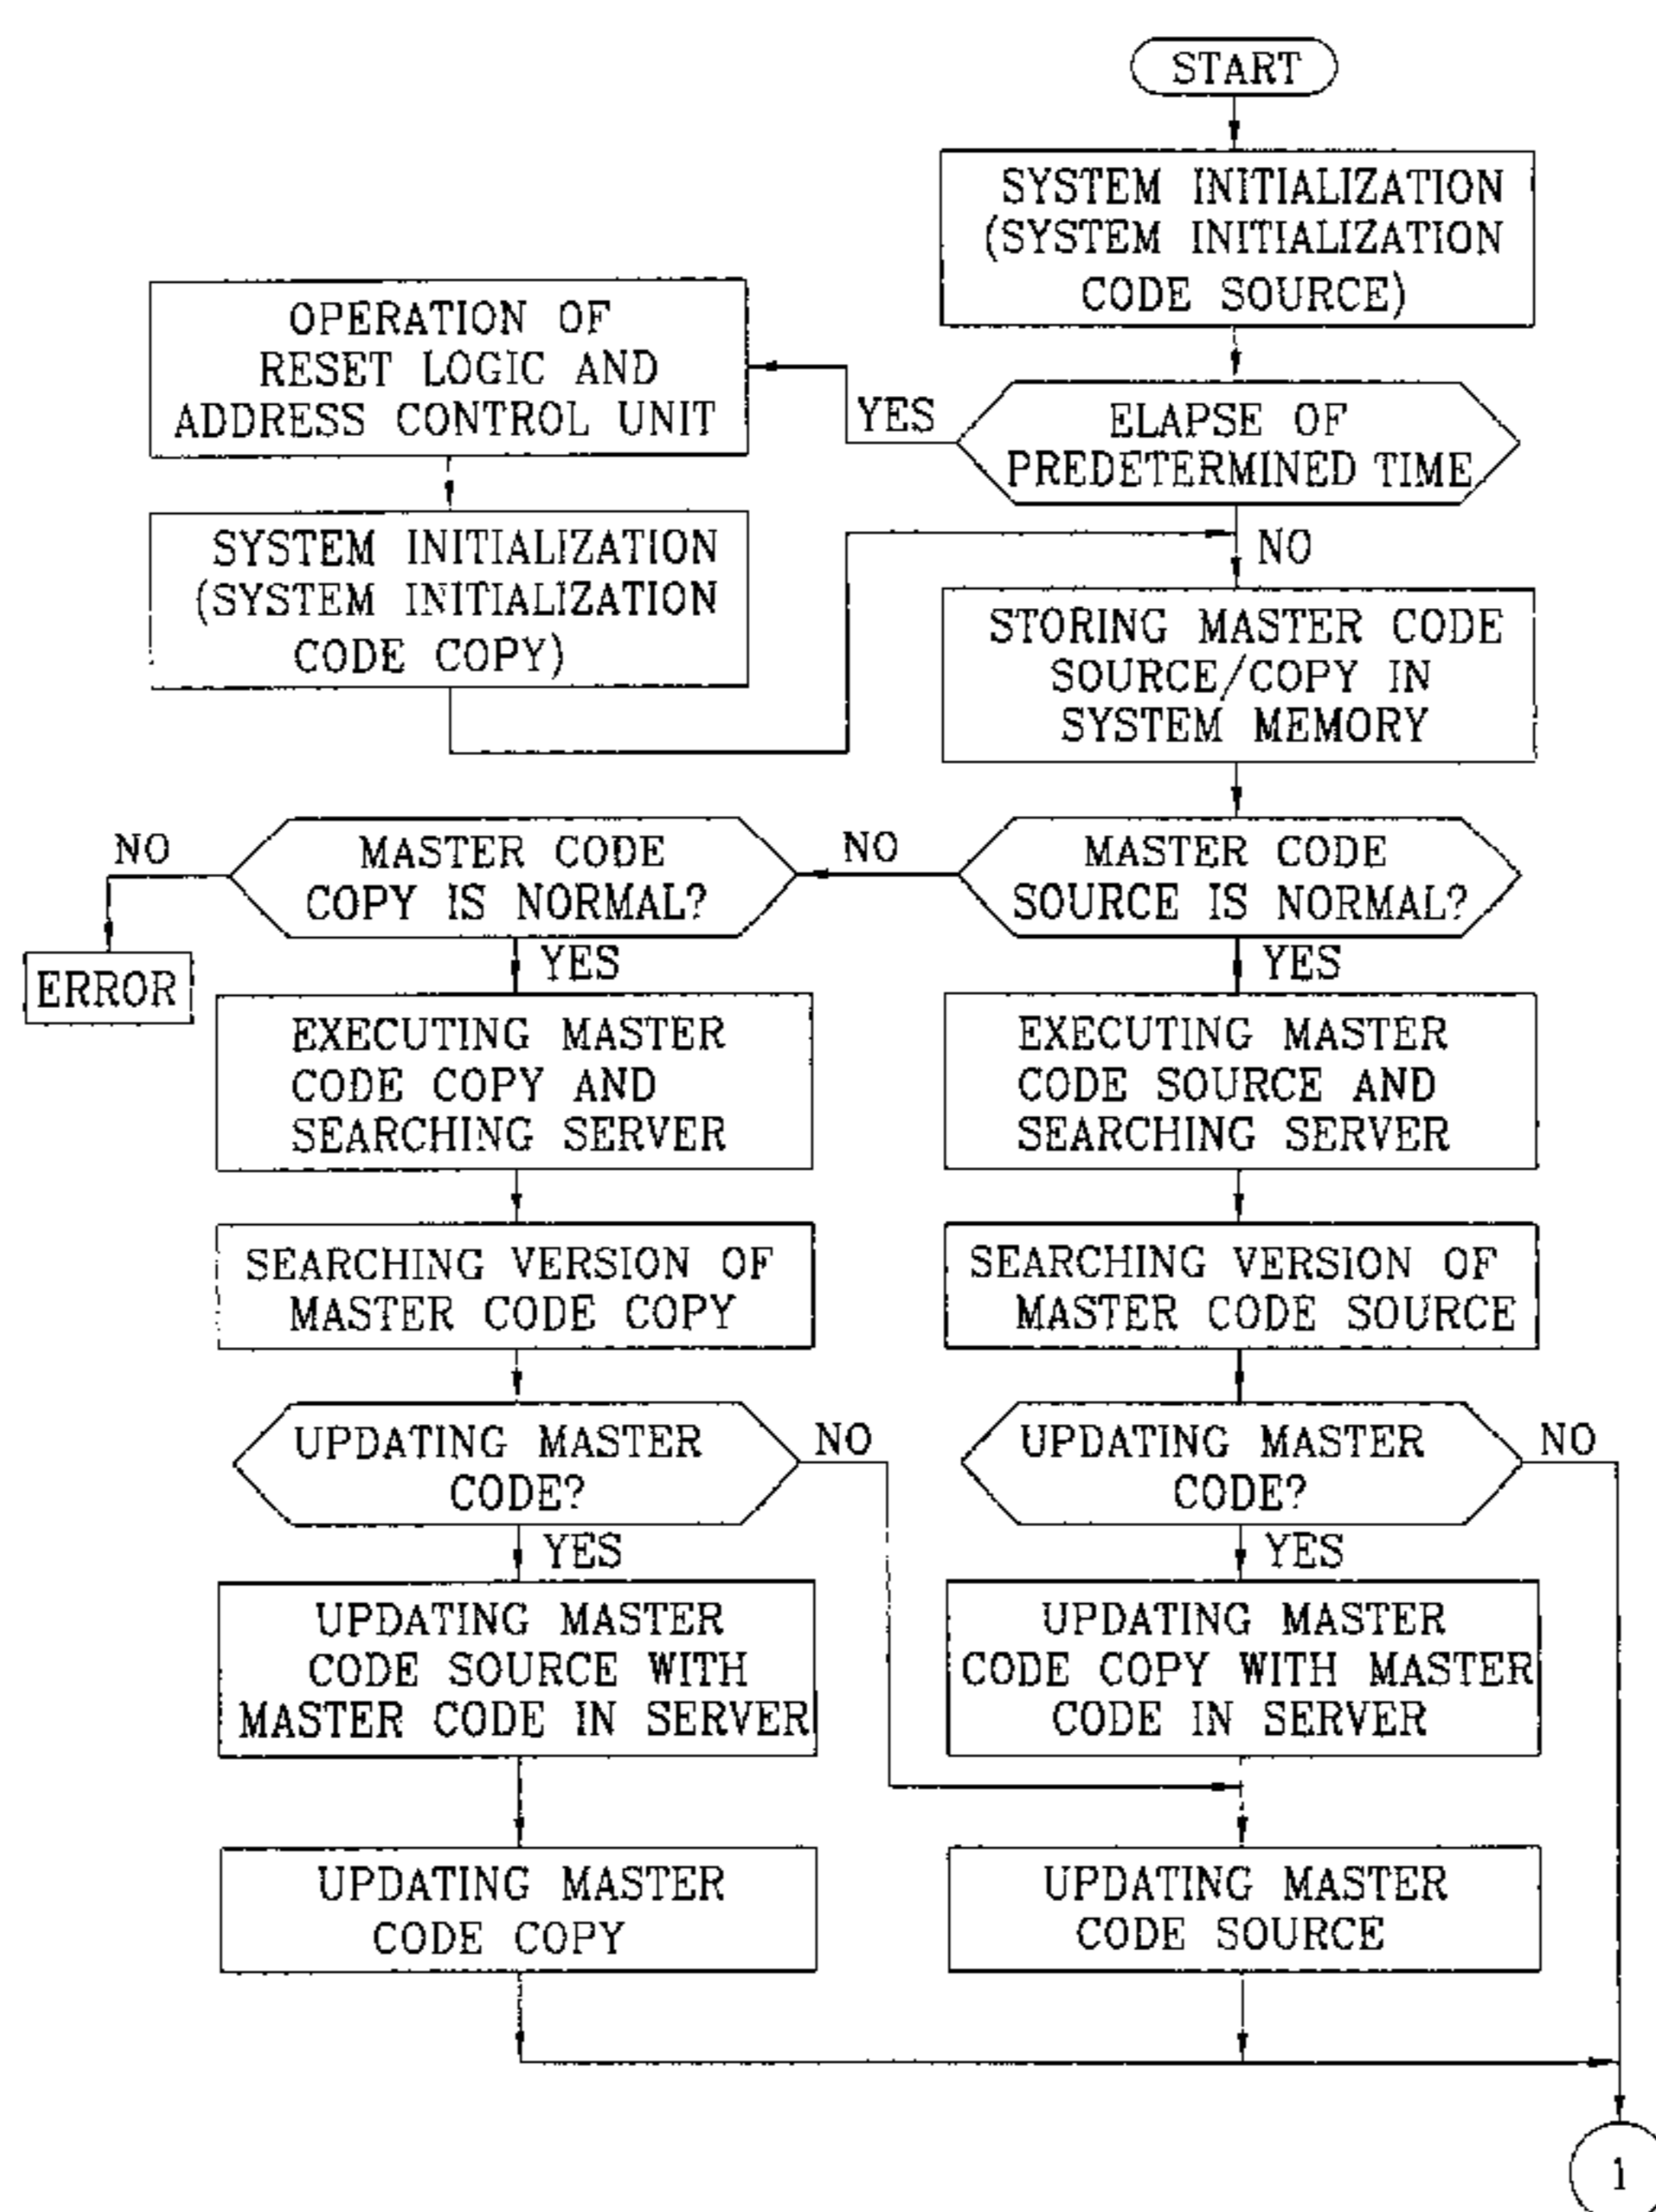 START
SYSTEM INITIALIZATION
(SYSTEM INITIALIZATION
CODE SOURCE)
OPERATION OF
RESET LOGIC AND
ADDRESS CONTROL UNIT
YES
ELAPSE OF
PREDETERMINED TIME
SYSTEM INITIALIZATION
(SYSTEM INITIALIZATION
CODE COPY)
NO
STORING MASTER CODE
SOURCE/COPY IN
SYSTEM MEMORY
NO
MASTER CODE
COPY IS NORMAL?
NO
MASTER CODE
SOURCE IS NORMAL?
ERROR
YES
YES
EXECUTING MASTER
CODE COPY AND
SEARCHING SERVER
EXECUTING MASTER
CODE SOURCE AND
SEARCHING SERVER
SEARCHING VERSION OF
MASTER CODE COPY
SEARCHING VERSION OF
MASTER CODE SOURCE
UPDATING MASTER
CODE?
NO
UPDATING MASTER
CODE?
NO
YES
YES
UPDATING MASTER
CODE SOURCE WITH
MASTER CODE IN SERVER
UPDATING MASTER
CODE COPY WITH MASTER
CODE IN SERVER
UPDATING MASTER
CODE COPY
UPDATING MASTER
CODE SOURCE
1